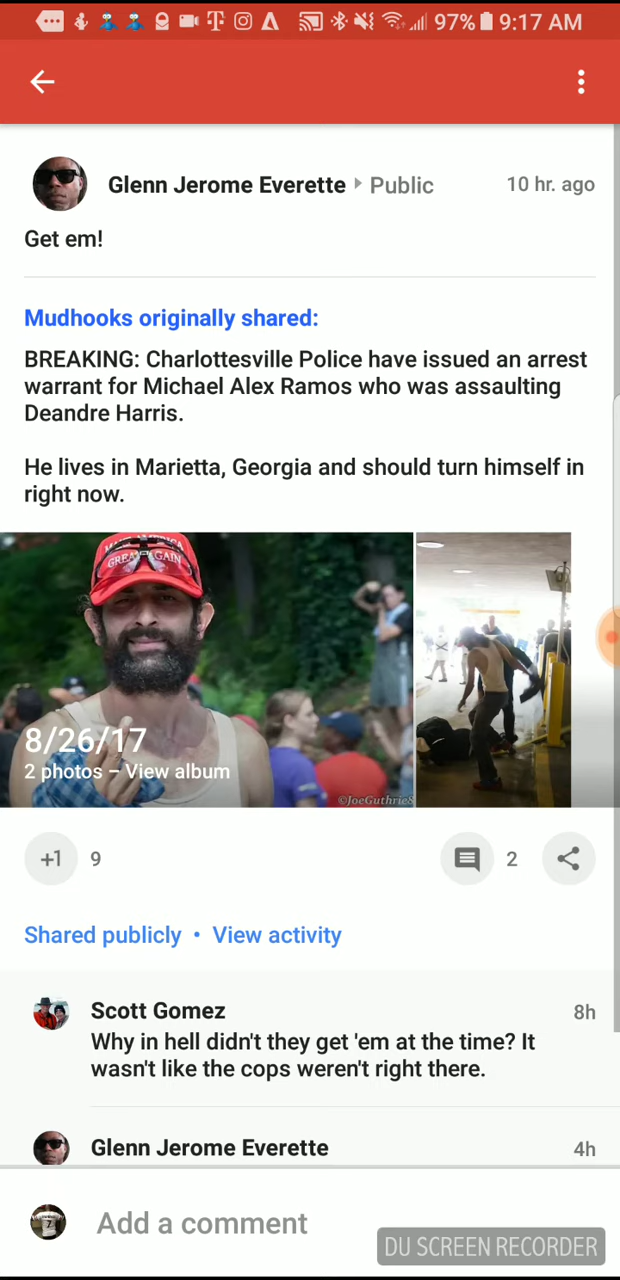 97% 9:17 AM
Glenn Jerome Everette Public 10 hr. ago
Get em!
Mudhooks originally shared:
BREAKING: Charlottesville Police have issued an arrest
warrant for Michael Alex Ramos who was assaulting
Deandre Harris.
He lives in Marietta, Georgia and should turn himself in
right now.
GREAT AGAIN
8/26/17
2 photos – View album
©JoeGuthrie8
+1 9 2
Shared publicly • View activity
Scott Gomez 8h
Why in hell didn't they get 'em at the time? It
wasn't like the cops weren't right there.
Glenn Jerome Everette 4h
7
Add a comment
DU SCREEN RECORDER